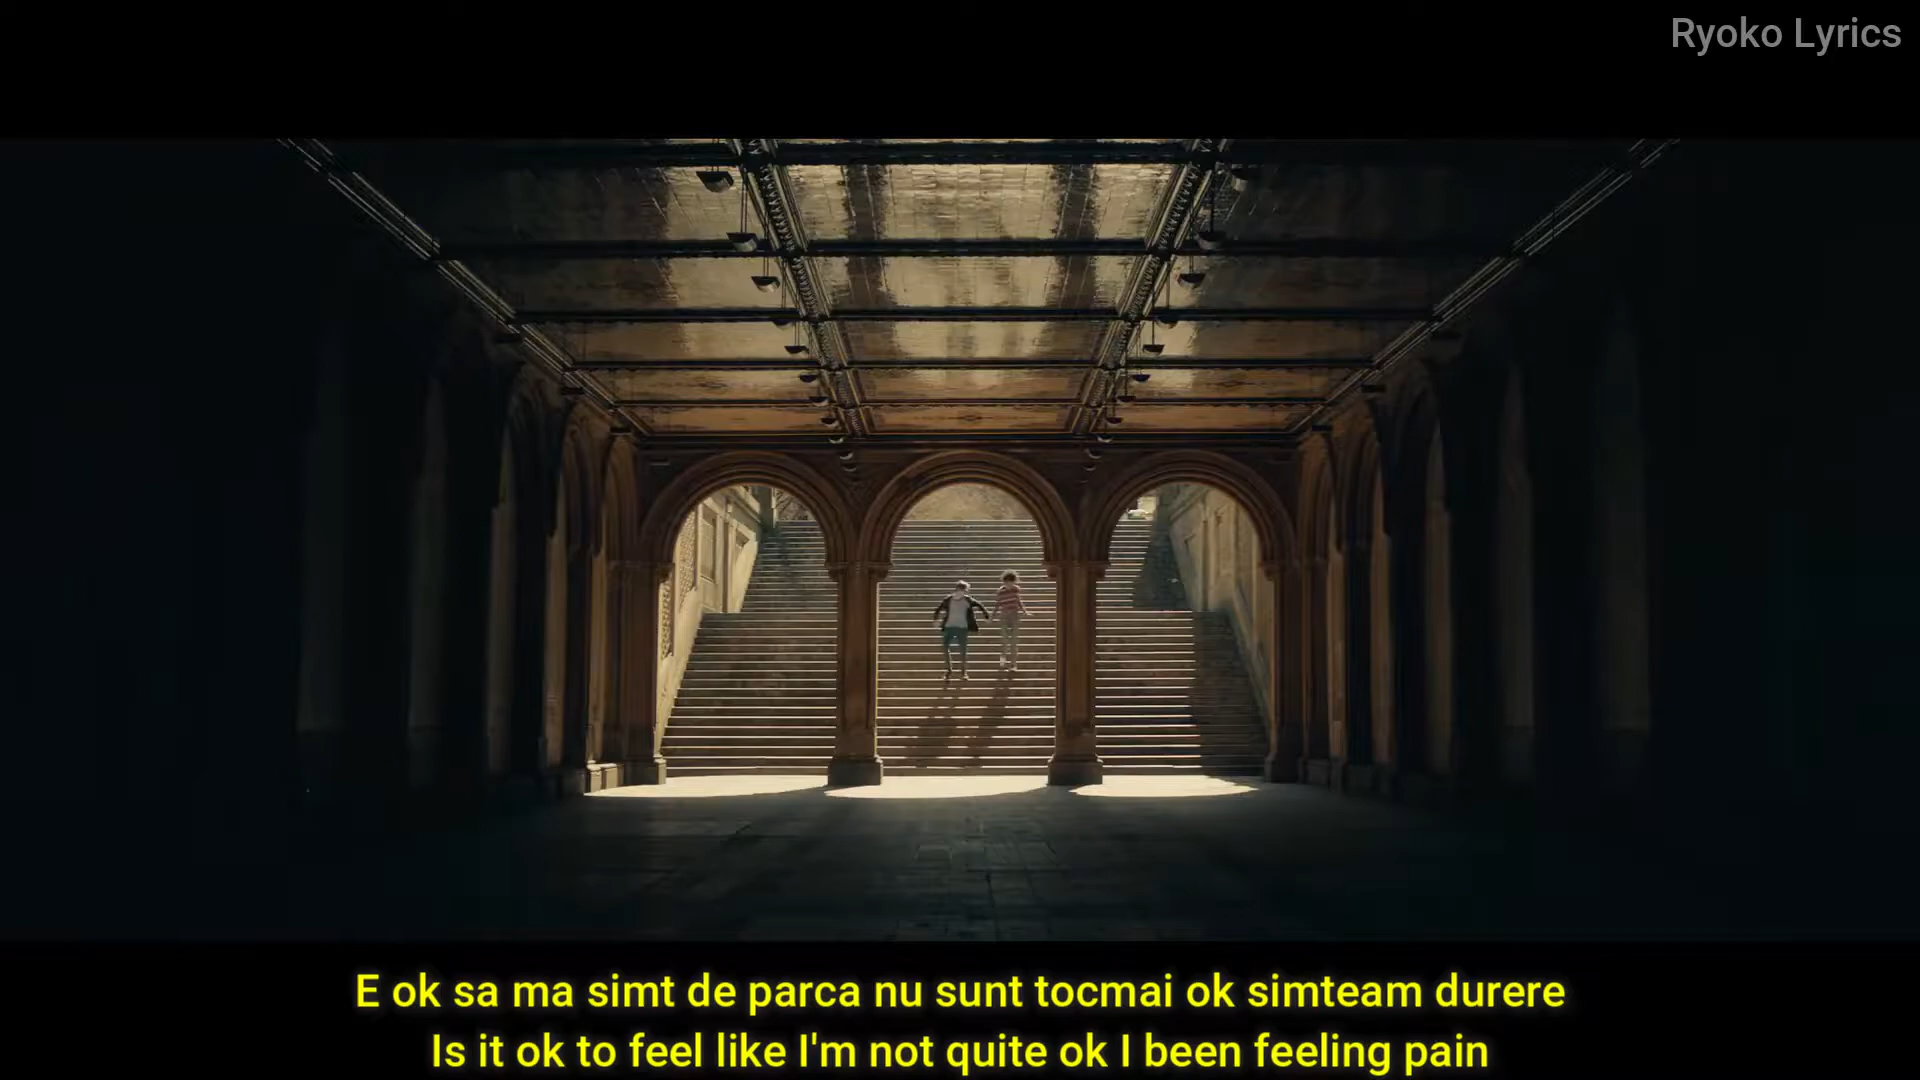 Ryoko Lyrics
E ok sa ma simt de parca nu sunt tocmai ok simteam durere
Is it ok to feel like I'm not quite ok I been feeling pain